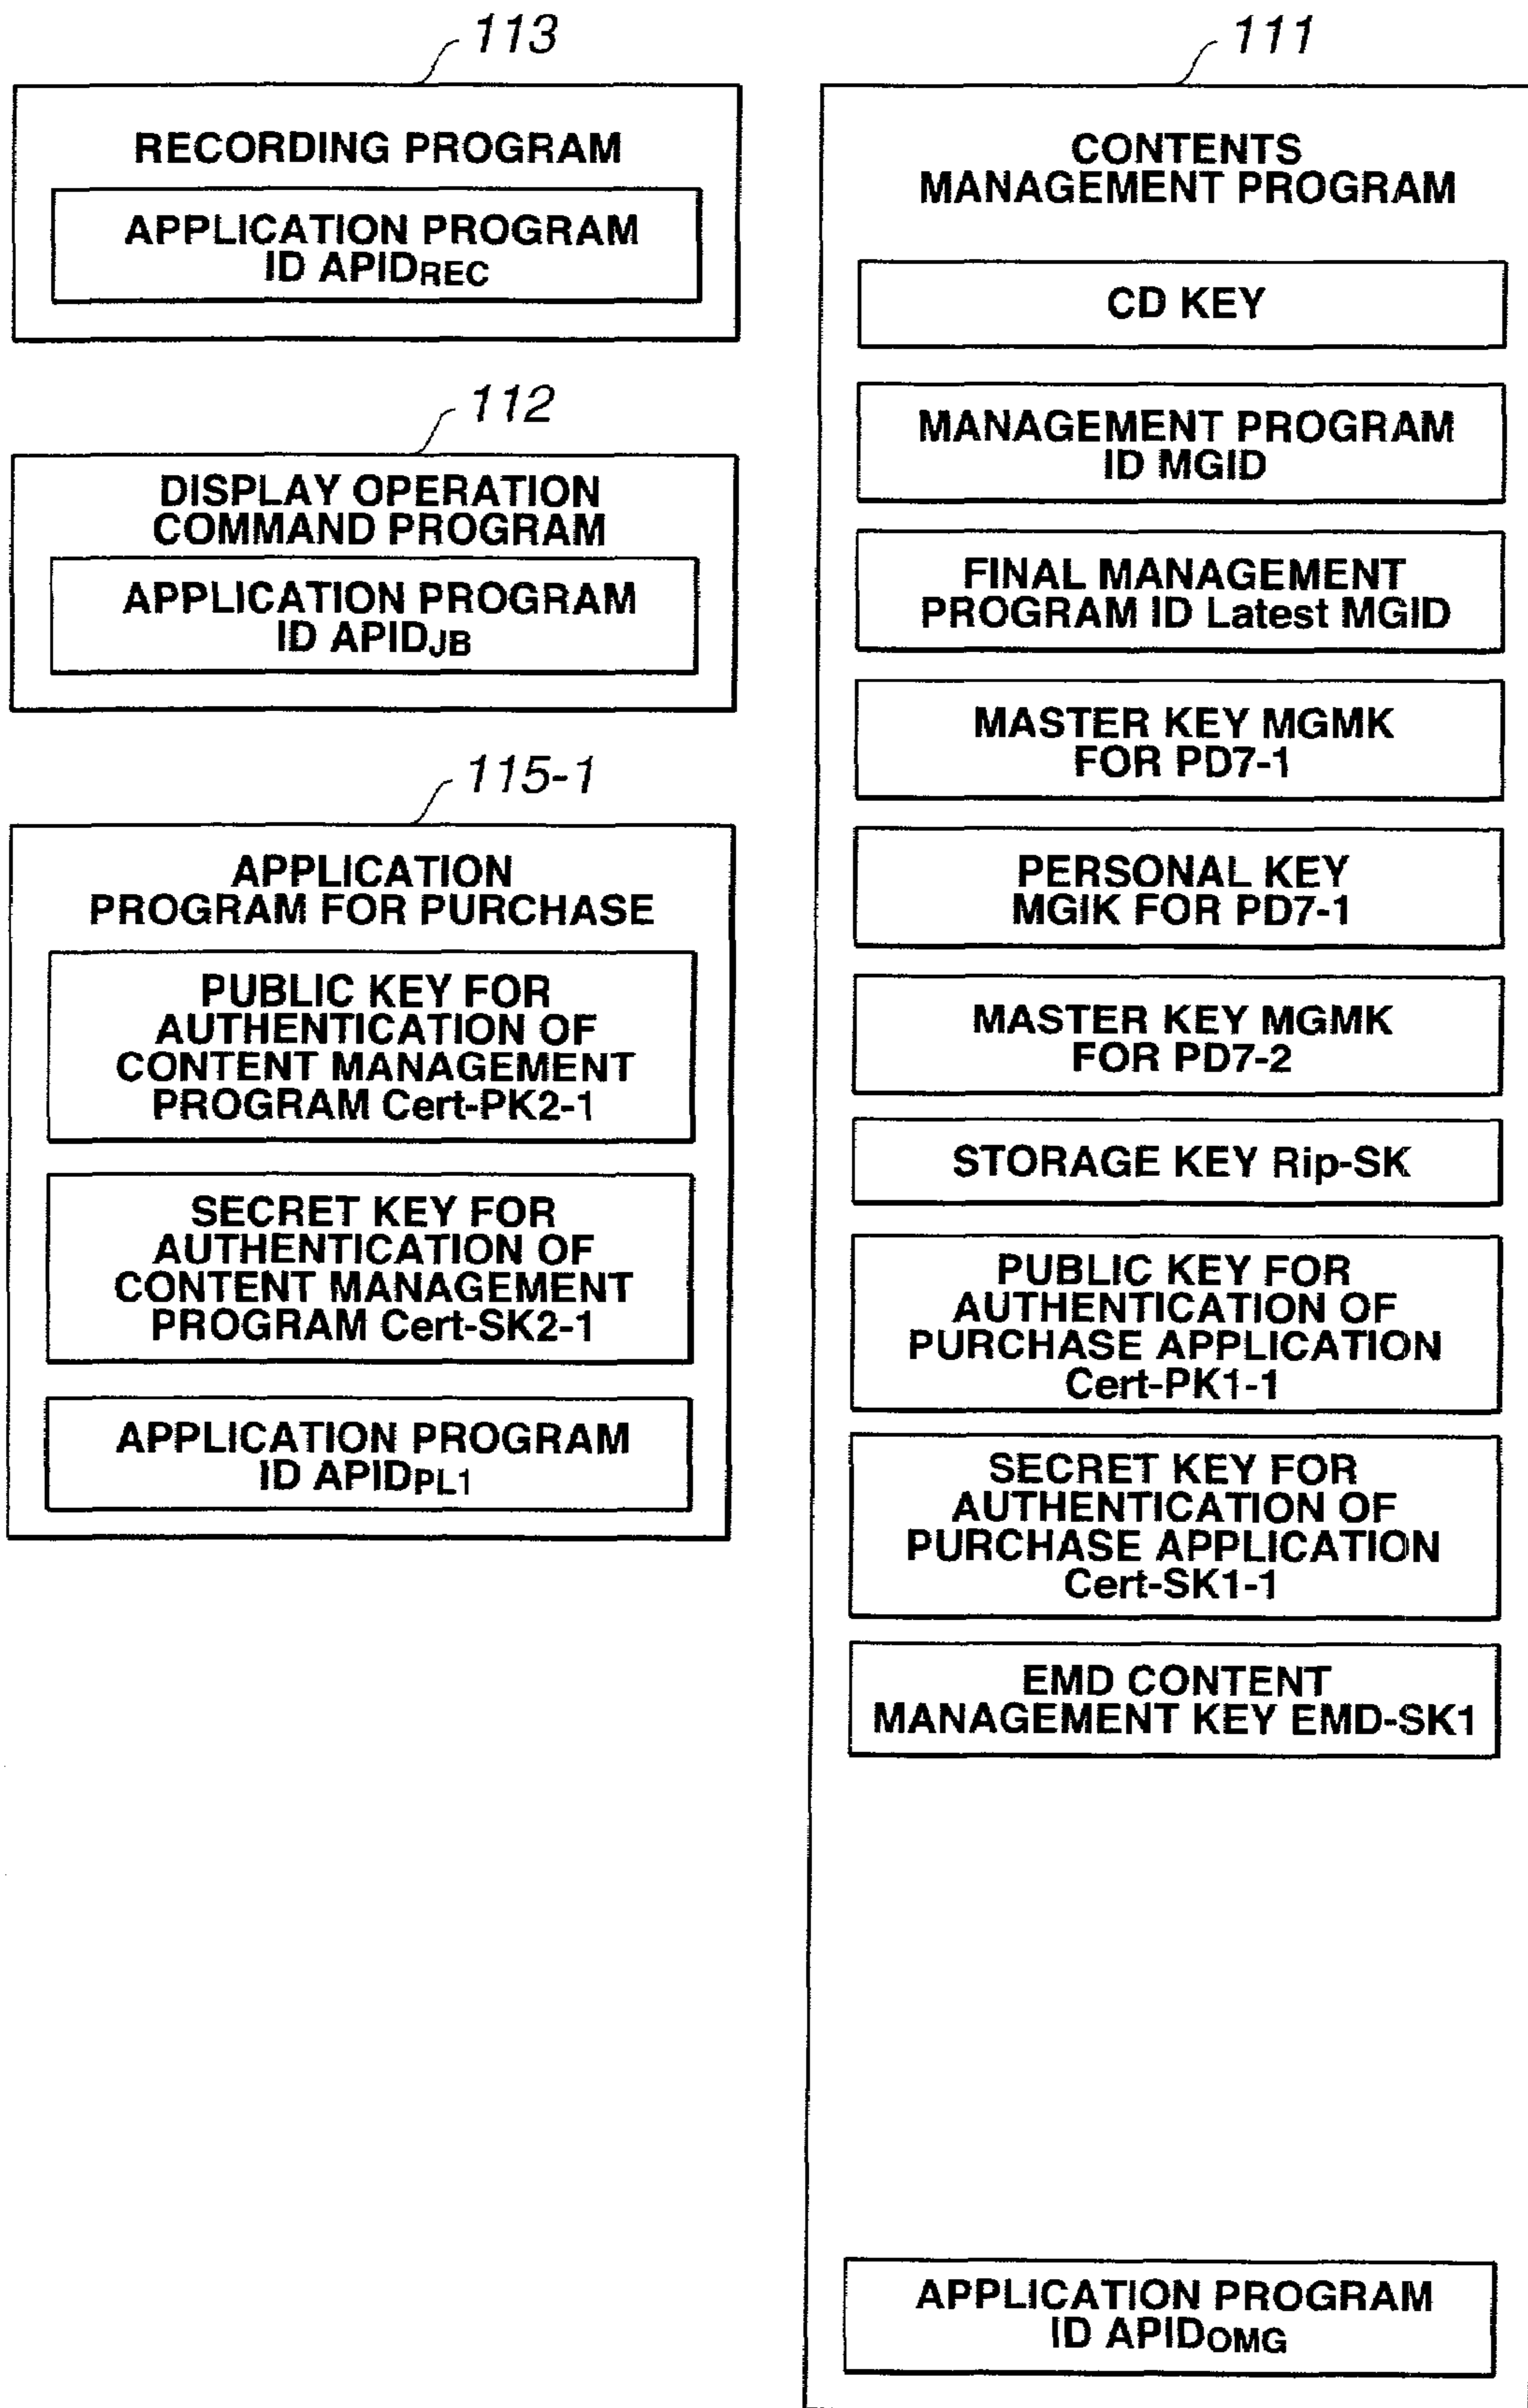 113
RECORDING PROGRAM
APPLICATION PROGRAM
ID APIDREC
112
DISPLAY OPERATION
COMMAND PROGRAM
APPLICATION PROGRAM
ID APIDJB
115-1
APPLICATION
PROGRAM FOR PURCHASE
PUBLIC KEY FOR
AUTHENTICATION OF
CONTENT MANAGEMENT
PROGRAM Cert-PK2-1
SECRET KEY FOR
AUTHENTICATION OF
CONTENT MANAGEMENT
PROGRAM Cert-SK2-1
APPLICATION PROGRAM
ID APIDPL1
111
CONTENTS
MANAGEMENT PROGRAM
CD KEY
MANAGEMENT PROGRAM
ID MGID
FINAL MANAGEMENT
PROGRAM ID Latest MGID
MASTER KEY MGMK
FOR PD7-1
PERSONAL KEY
MGIK FOR PD7-1
MASTER KEY MGMK
FOR PD7-2
STORAGE KEY Rip-SK
PUBLIC KEY FOR
AUTHENTICATION OF
PURCHASE APPLICATION
Cert-PK1-1
SECRET KEY FOR
AUTHENTICATION OF
PURCHASE APPLICATION
Cert-SK1-1
EMD CONTENT
MANAGEMENT KEY EMD-SK1
APPLICATION PROGRAM
ID APIDOMG